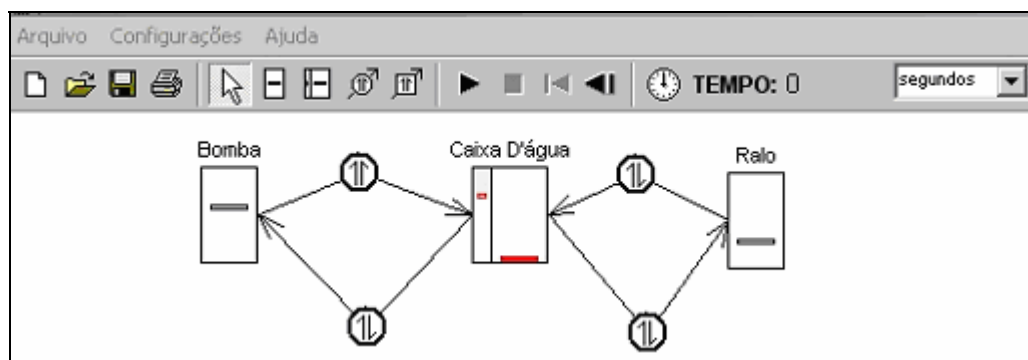 Arquivo Configurações Ajuda
TEMPO: 0 segundos
Bomba Caixa D'água Ralo